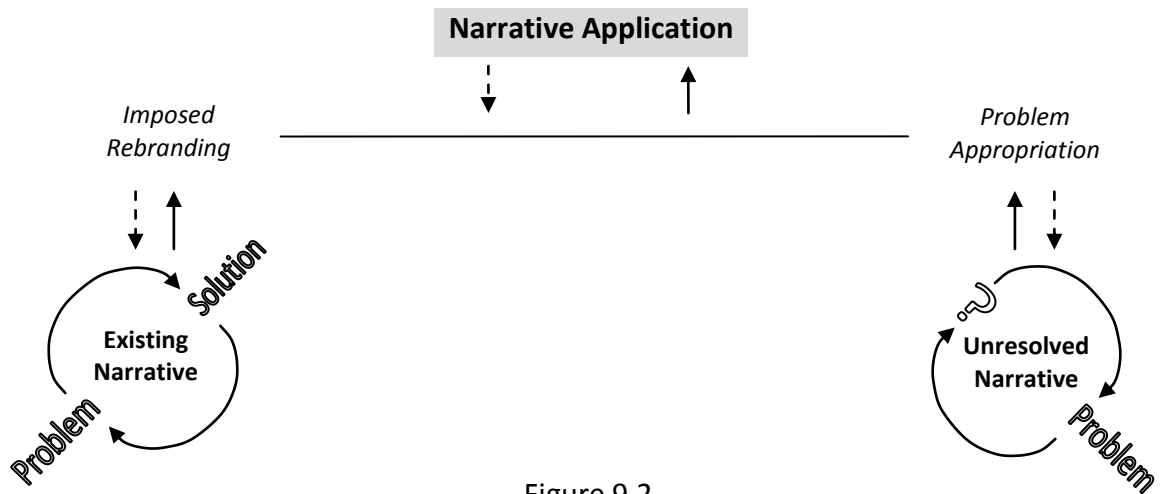 Narrative Application
Imposed
Rebranding
Problem
Appropriation
Solution
Existing
Narrative
Problem
?
Unresolved
Narrative
Problem
Figure 9.2